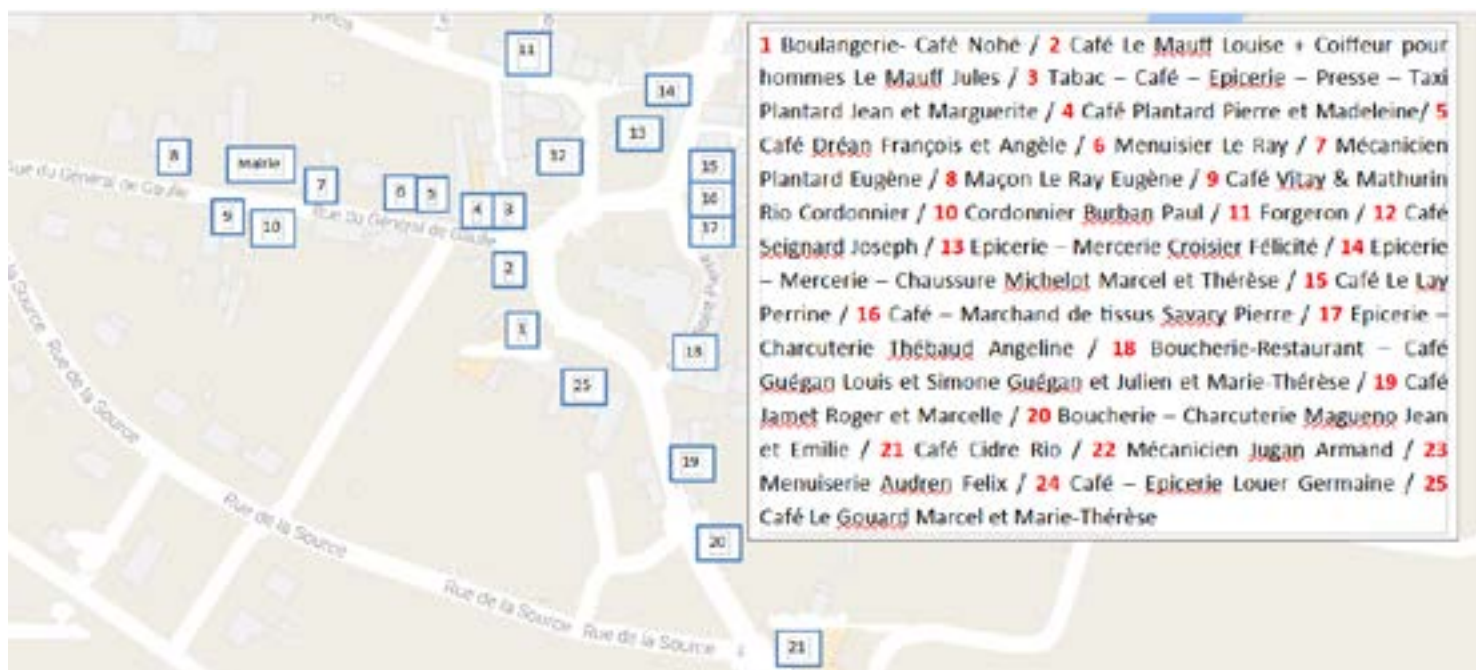 11
14
13
12
8
Mairie
15
7
6
5
16
Rue du Général de Gaulle
4
3
9
Rue du Général de Gaulle
10
17
2
1
18
25
Rue de la Source
19
Rue de la Source
20
Rue de la Source
Rue de la Source
21
1 Boulangerie- Café Nohé / 2 Café Le Mauff Louise + Coiffeur pour
hommes Le Mauff Jules / 3 Tabac – Café – Epicerie – Presse – Taxi
Plantard Jean et Marguerite / 4 Café Plantard Pierre et Madeleine/ 5
Café Dréan François et Angèle / 6 Menuisier Le Ray / 7 Mécanicien
Plantard Eugène / 8 Maçon Le Ray Eugène / 9 Café Vitay & Mathurin
Rio Cordonnier / 10 Cordonnier Burban Paul / 11 Forgeron / 12 Café
Seignard Joseph / 13 Epicerie – Mercerie Croisier Félicité / 14 Epicerie
– Mercerie – Chaussure Michelot Marcel et Thérèse / 15 Café Le Lay
Perrine / 16 Café – Marchand de tissus Savary Pierre / 17 Epicerie –
Charcuterie Thébaud Angeline / 18 Boucherie-Restaurant – Café
Guégan Louis et Simone Guégan et Julien et Marie-Thérèse / 19 Café
Jamet Roger et Marcelle / 20 Boucherie – Charcuterie Magueno Jean
et Emilie / 21 Café Cidre Rio / 22 Mécanicien Jugan Armand / 23
Menuiserie Audren Felix / 24 Café – Epicerie Louer Germaine / 25
Café Le Gouard Marcel et Marie-Thérèse